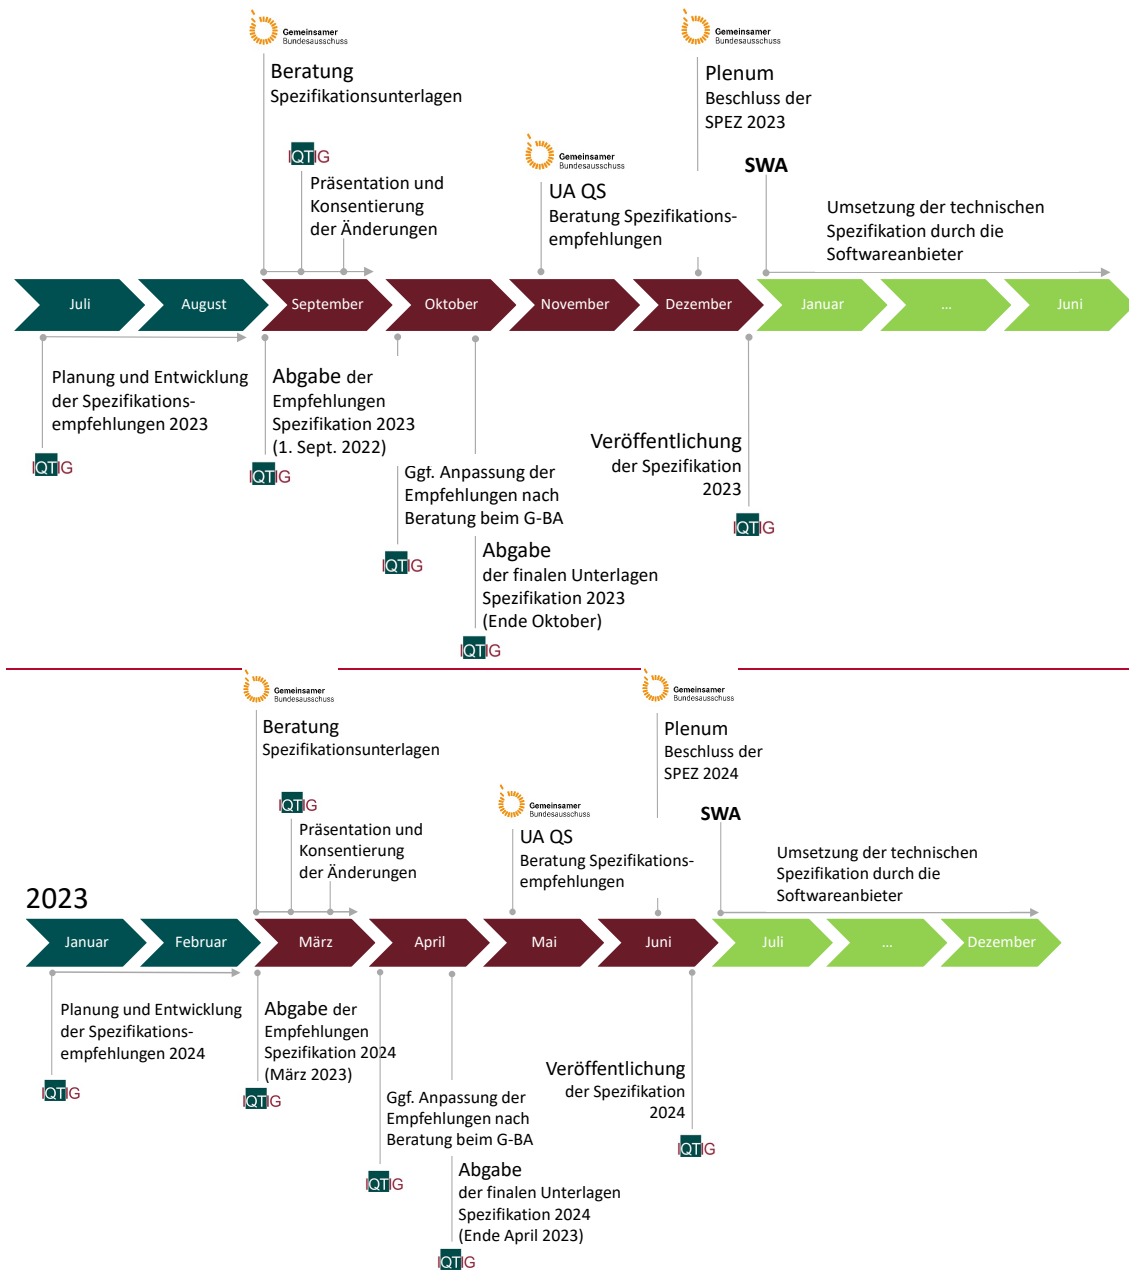 Gemeinsamer
Bundesausschuss
Beratung
Spezifikationsunterlagen
IQTIG
Präsentation und
Konsentierung
der Änderungen
Gemeinsamer
Bundesausschuss
UA QS
Beratung Spezifikations-
empfehlungen
Gemeinsamer
Bundesausschuss
Plenum
Beschluss der
SPEZ 2023
SWA
Umsetzung der technischen
Spezifikation durch die
Softwareanbieter
Juli
August
September
Oktober
November
Dezember
Januar
...
Juni
Planung und Entwicklung
der Spezifikations-
empfehlungen 2023
IQTIG
Abgabe der
Empfehlungen
Spezifikation 2023
(1. Sept. 2022)
IQTIG
Ggf. Anpassung der
Empfehlungen nach
Beratung beim G-BA
IQTIG
Abgabe
der finalen Unterlagen
Spezifikation 2023
(Ende Oktober)
IQTIG
Veröffentlichung
der Spezifikation
2023
IQTIG
Gemeinsamer
Bundesausschuss
Beratung
Spezifikationsunterlagen
IQTIG
Präsentation und
Konsentierung
der Änderungen
Gemeinsamer
Bundesausschuss
UA QS
Beratung Spezifikations-
empfehlungen
Gemeinsamer
Bundesausschuss
Plenum
Beschluss der
SPEZ 2024
SWA
Umsetzung der technischen
Spezifikation durch die
Softwareanbieter
2023
Januar
Februar
März
April
Mai
Juni
Juli
...
Dezember
Planung und Entwicklung
der Spezifikations-
empfehlungen 2024
IQTIG
Abgabe der
Empfehlungen
Spezifikation 2024
(März 2023)
IQTIG
Ggf. Anpassung der
Empfehlungen nach
Beratung beim G-BA
IQTIG
Abgabe
der finalen Unterlagen
Spezifikation 2024
(Ende April 2023)
IQTIG
Veröffentlichung
der Spezifikation
2024
IQTIG